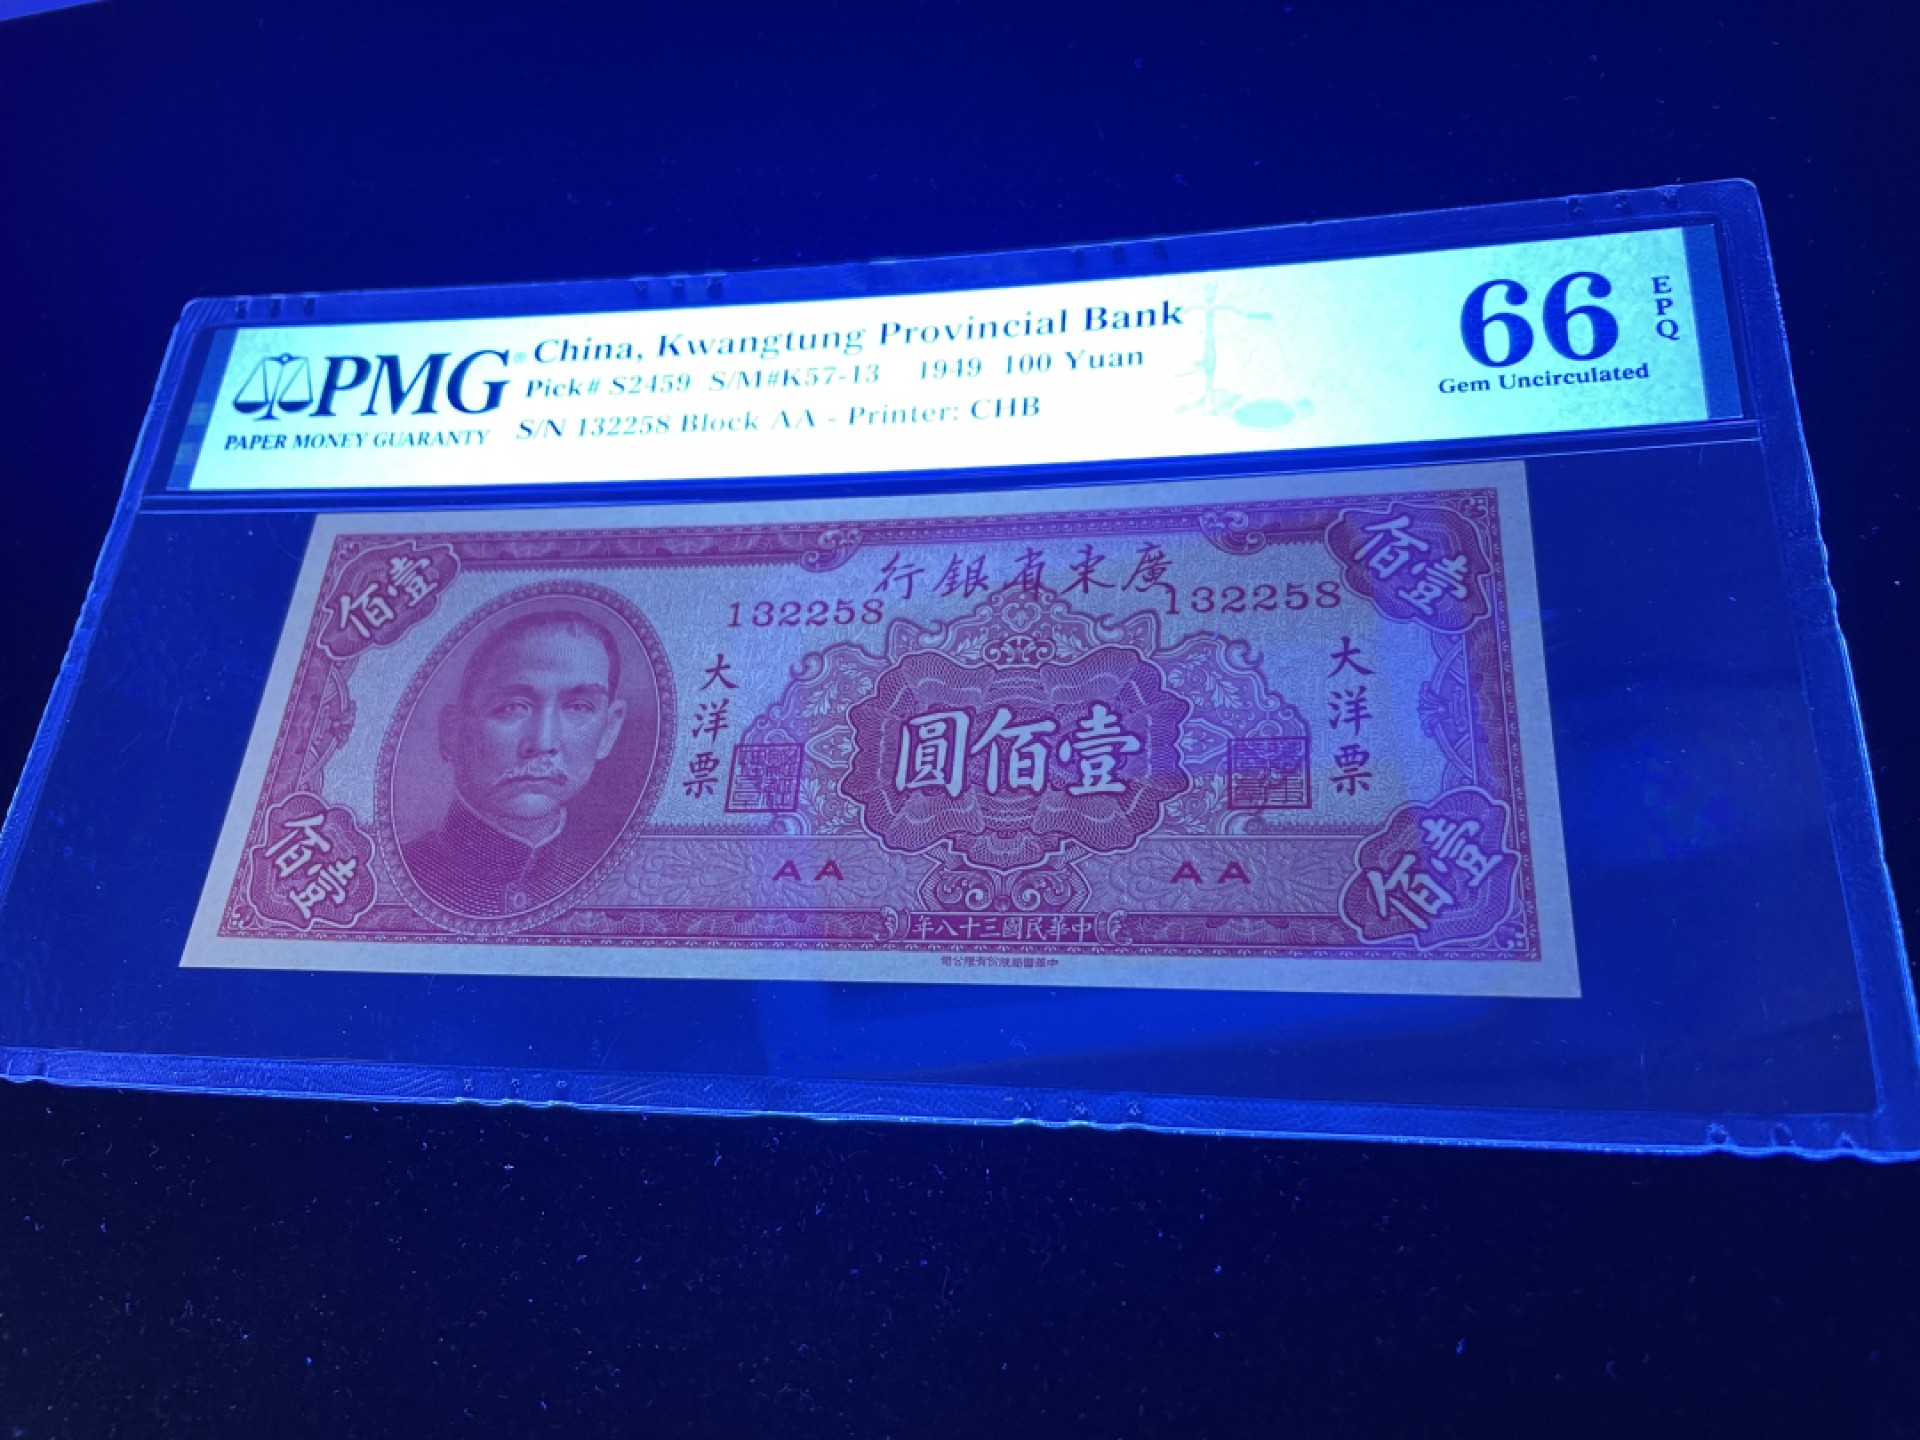 PMG®
PAPER MONEY GUARANTY
China, Kwangtung Provincial Bank
Pick# S2459 S/M#K57-13 1949 100 Yuan
S/N 132258 Block AA - Printer: CHB
66
EPQ
Gem Uncirculated
行銀省東廣
佰壹
佰壹
132258
132258
大洋票
大洋票
圓佰壹
AA
AA
佰壹
佰壹
年八十三國民華中